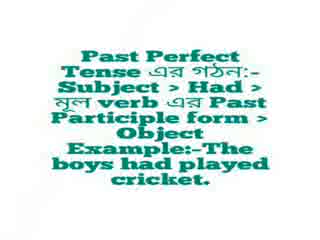 Past Perfect
Tense এর গঠন:-
Subject > Had >
মূল verb এর Past
Participle form >
Object
Example:-The
boys had played
cricket.